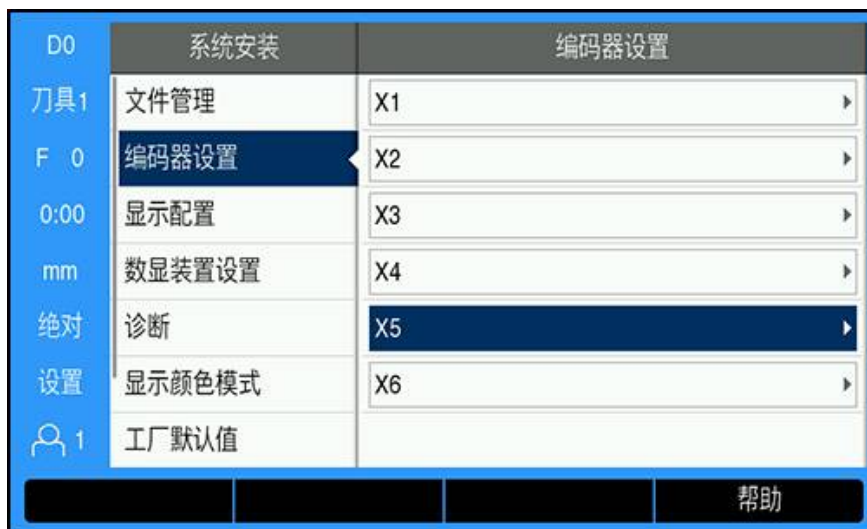 D0 系统安装 编码器设置
刀具1 文件管理 X1
F 0 编码器设置 X2
0:00 显示配置 X3
mm 数显装置设置 X4
绝对 诊断 X5
设置 显示颜色模式 X6
1 工厂默认值
帮助